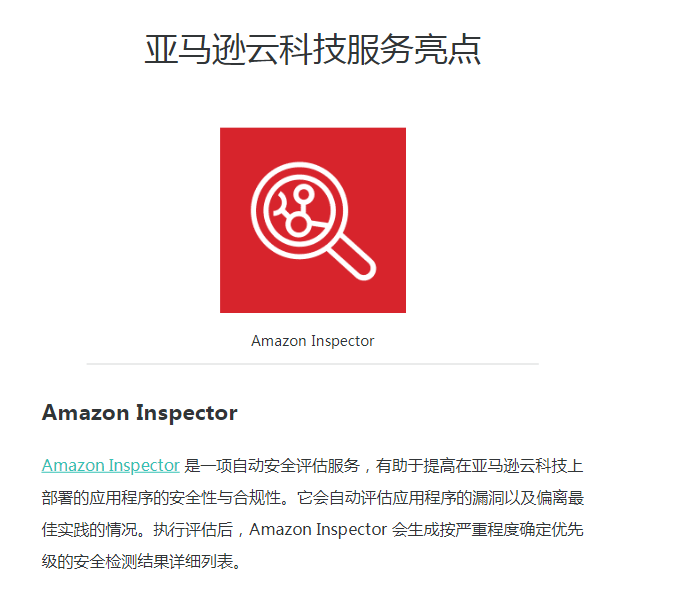 亚马逊云科技服务亮点
Amazon Inspector
Amazon Inspector
Amazon Inspector 是一项自动安全评估服务，有助于提高在亚马逊云科技上
部署的应用程序的安全性与合规性。它会自动评估应用程序的漏洞以及偏离最
佳实践的情况。执行评估后，Amazon Inspector 会生成按严重程度确定优先
级的安全检测结果详细列表。